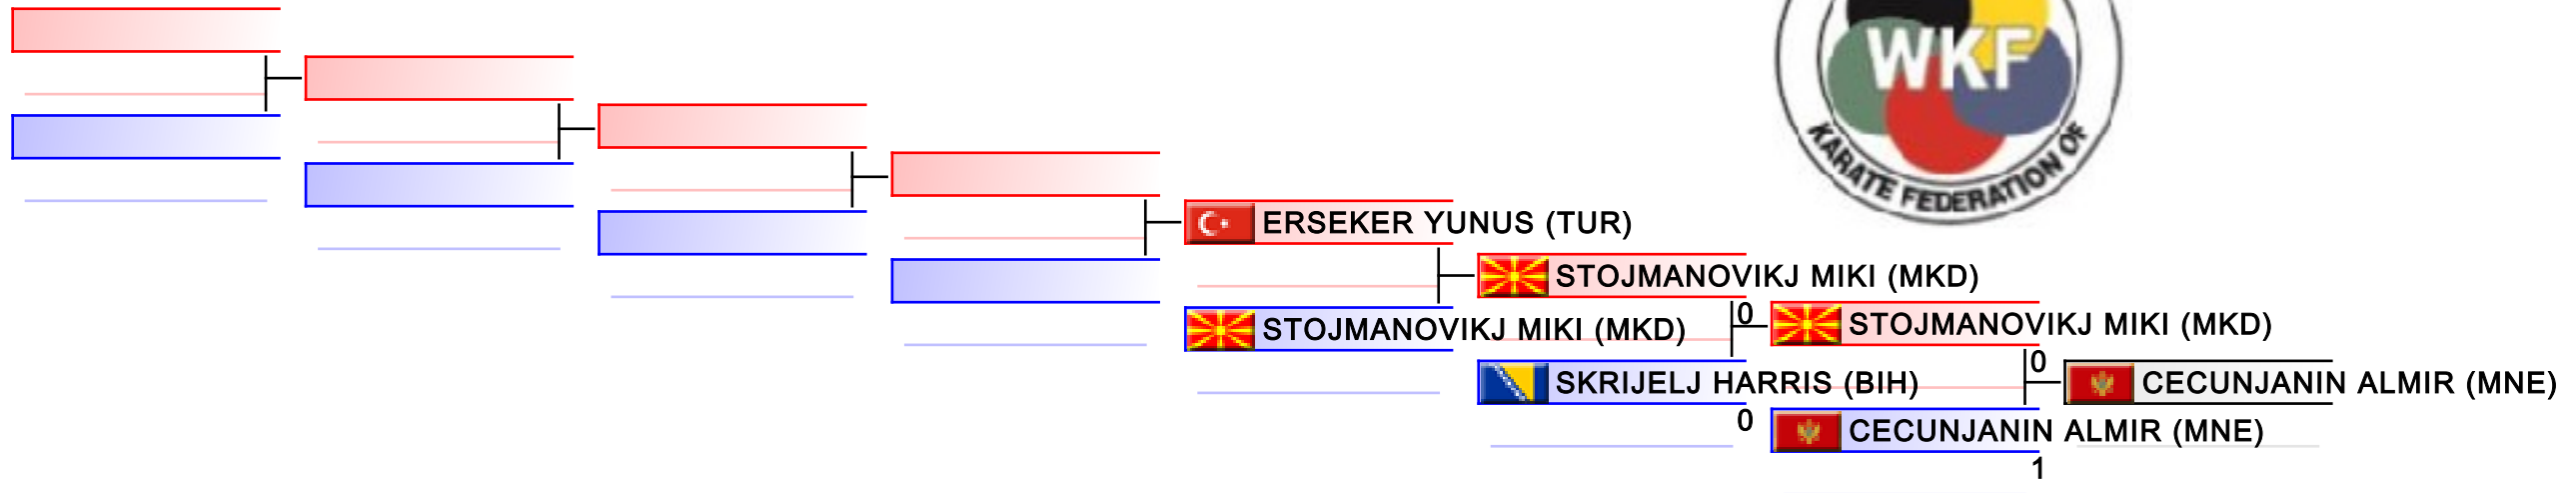 WKF
KARATE FEDERATION OF
ERSEKER YUNUS (TUR)
STOJMANOVIKJ MIKI (MKD)
STOJMANOVIKJ MIKI (MKD)
0
STOJMANOVIKJ MIKI (MKD)
SKRIJELJ HARRIS (BIH)
0
0
CECUNJANIN ALMIR (MNE)
CECUNJANIN ALMIR (MNE)
1